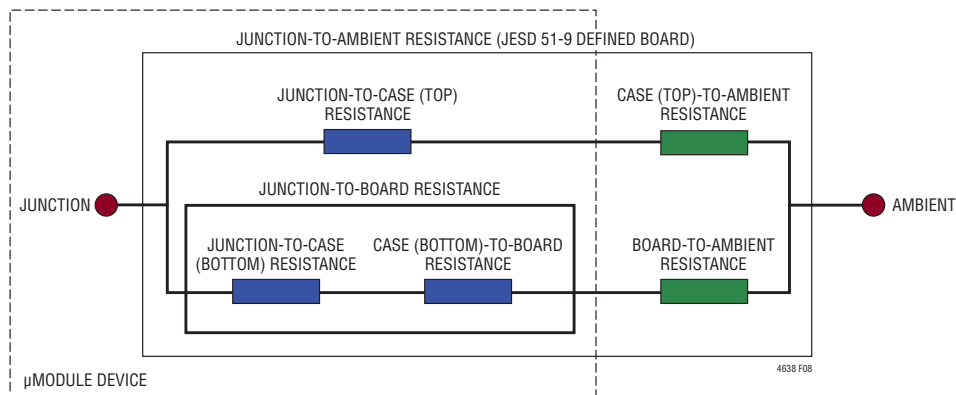 JUNCTION-TO-AMBIENT RESISTANCE (JESD 51-9 DEFINED BOARD)
JUNCTION-TO-CASE (TOP)
RESISTANCE
CASE (TOP)-TO-AMBIENT
RESISTANCE
JUNCTION-TO-BOARD RESISTANCE
JUNCTION
AMBIENT
JUNCTION-TO-CASE
(BOTTOM) RESISTANCE
CASE (BOTTOM)-TO-BOARD
RESISTANCE
BOARD-TO-AMBIENT
RESISTANCE
4638 F08
µMODULE DEVICE